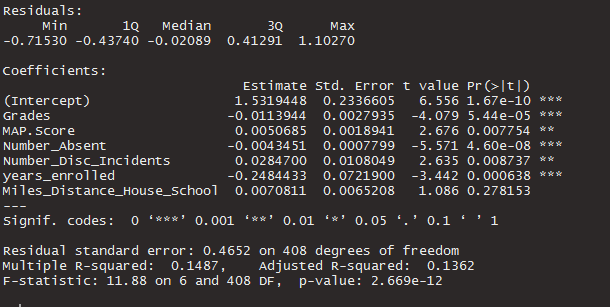 Residuals:
     Min       1Q   Median       3Q      Max
-0.71530 -0.43740 -0.02089  0.41291  1.10270

Coefficients:
                              Estimate Std. Error t value Pr(>|t|)
(Intercept)                  1.5319448  0.2336605   6.556 1.67e-10 ***
Grades                      -0.0113944  0.0027935  -4.079 5.44e-05 ***
MAP.Score                    0.0050685  0.0018941   2.676 0.007754 **
Number_Absent               -0.0043451  0.0007799  -5.571 4.60e-08 ***
Number_Disc_Incidents        0.0284700  0.0108049   2.635 0.008737 **
years_enrolled              -0.2484433  0.0721900  -3.442 0.000638 ***
Miles_Distance_House_School  0.0070811  0.0065208   1.086 0.278153
---
Signif. codes:  0 ‘***’ 0.001 ‘**’ 0.01 ‘*’ 0.05 ‘.’ 0.1 ‘ ’ 1

Residual standard error: 0.4652 on 408 degrees of freedom
Multiple R-squared:  0.1487,    Adjusted R-squared:  0.1362
F-statistic: 11.88 on 6 and 408 DF,  p-value: 2.669e-12